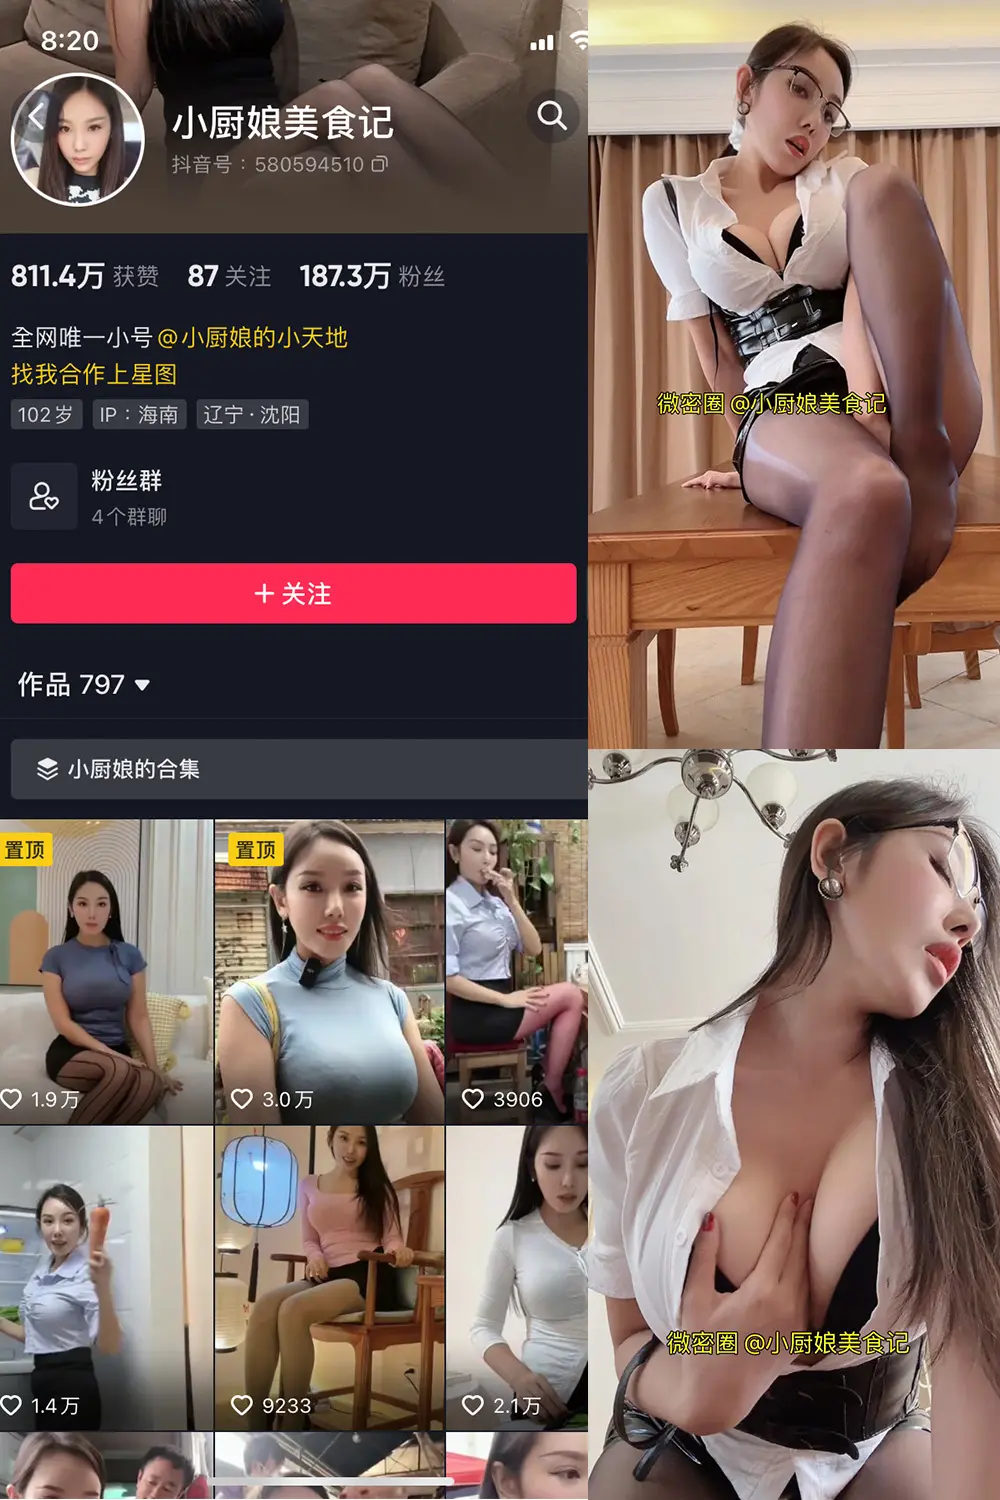 8:20
小厨娘美食记
抖音号：580594510
811.4万 获赞 87 关注 187.3万 粉丝
全网唯一小号@小厨娘的小天地
找我合作上星图
102岁 IP：海南 辽宁·沈阳
粉丝群
4个群聊
+ 关注
作品 797
小厨娘的合集
置顶
置顶
1.9万
3.0万
3906
1.4万
9233
2.1万
微密圈 @小厨娘美食记
微密圈 @小厨娘美食记